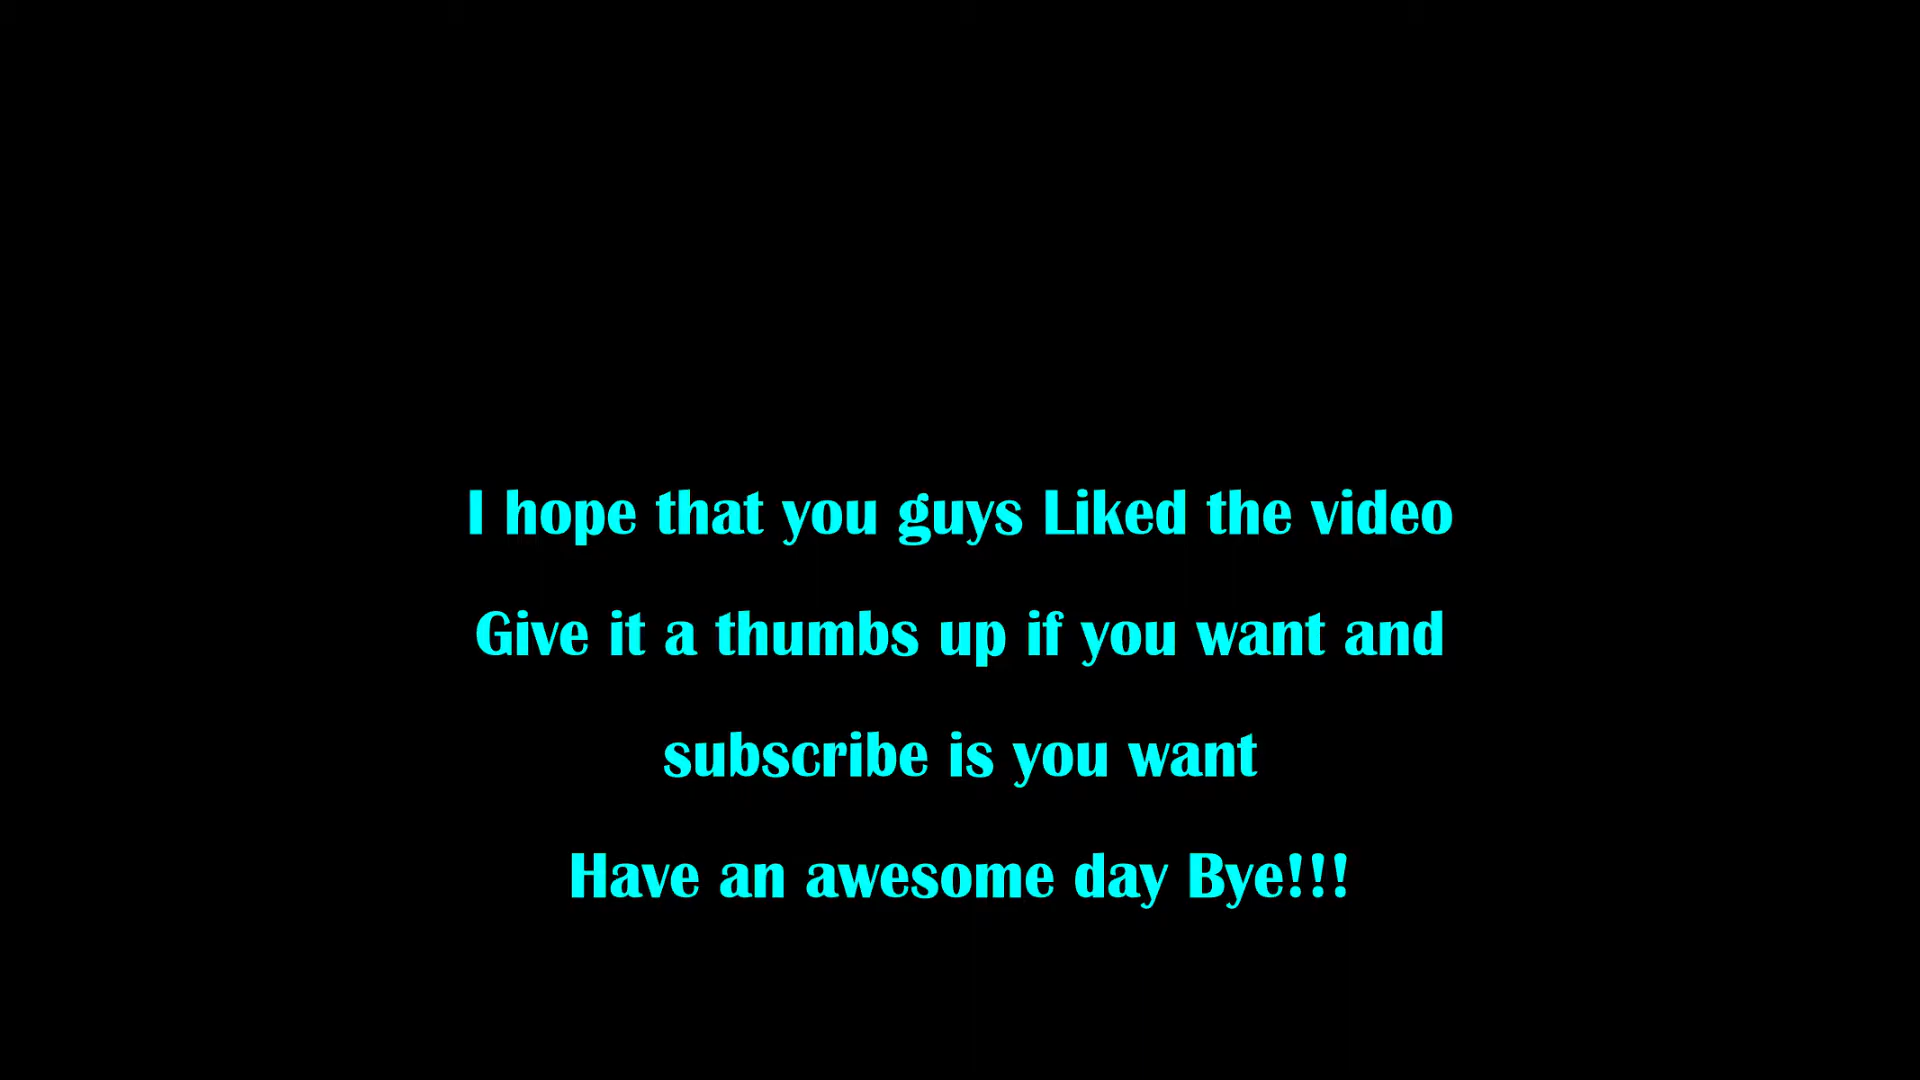 I hope that you guys Liked the video
Give it a thumbs up if you want and
subscribe is you want
Have an awesome day Bye!!!